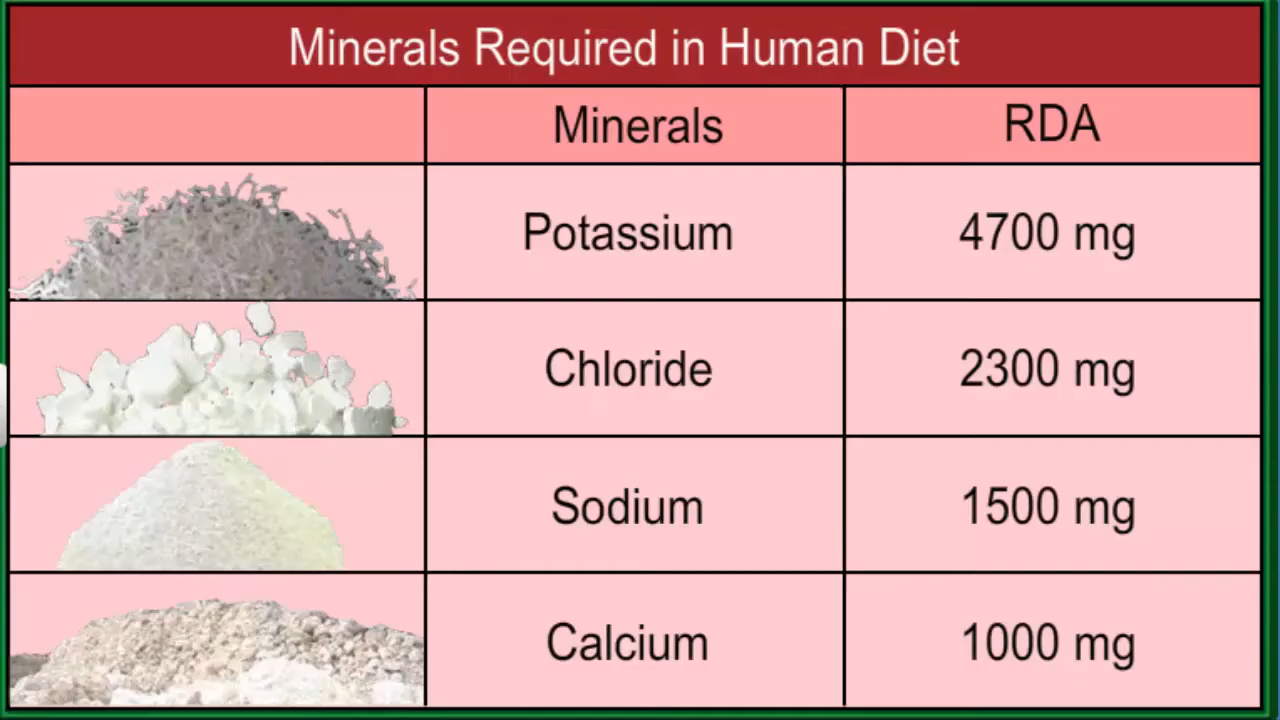 Minerals Required in Human Diet
Minerals RDA
Potassium 4700 mg
Chloride 2300 mg
Sodium 1500 mg
Calcium 1000 mg